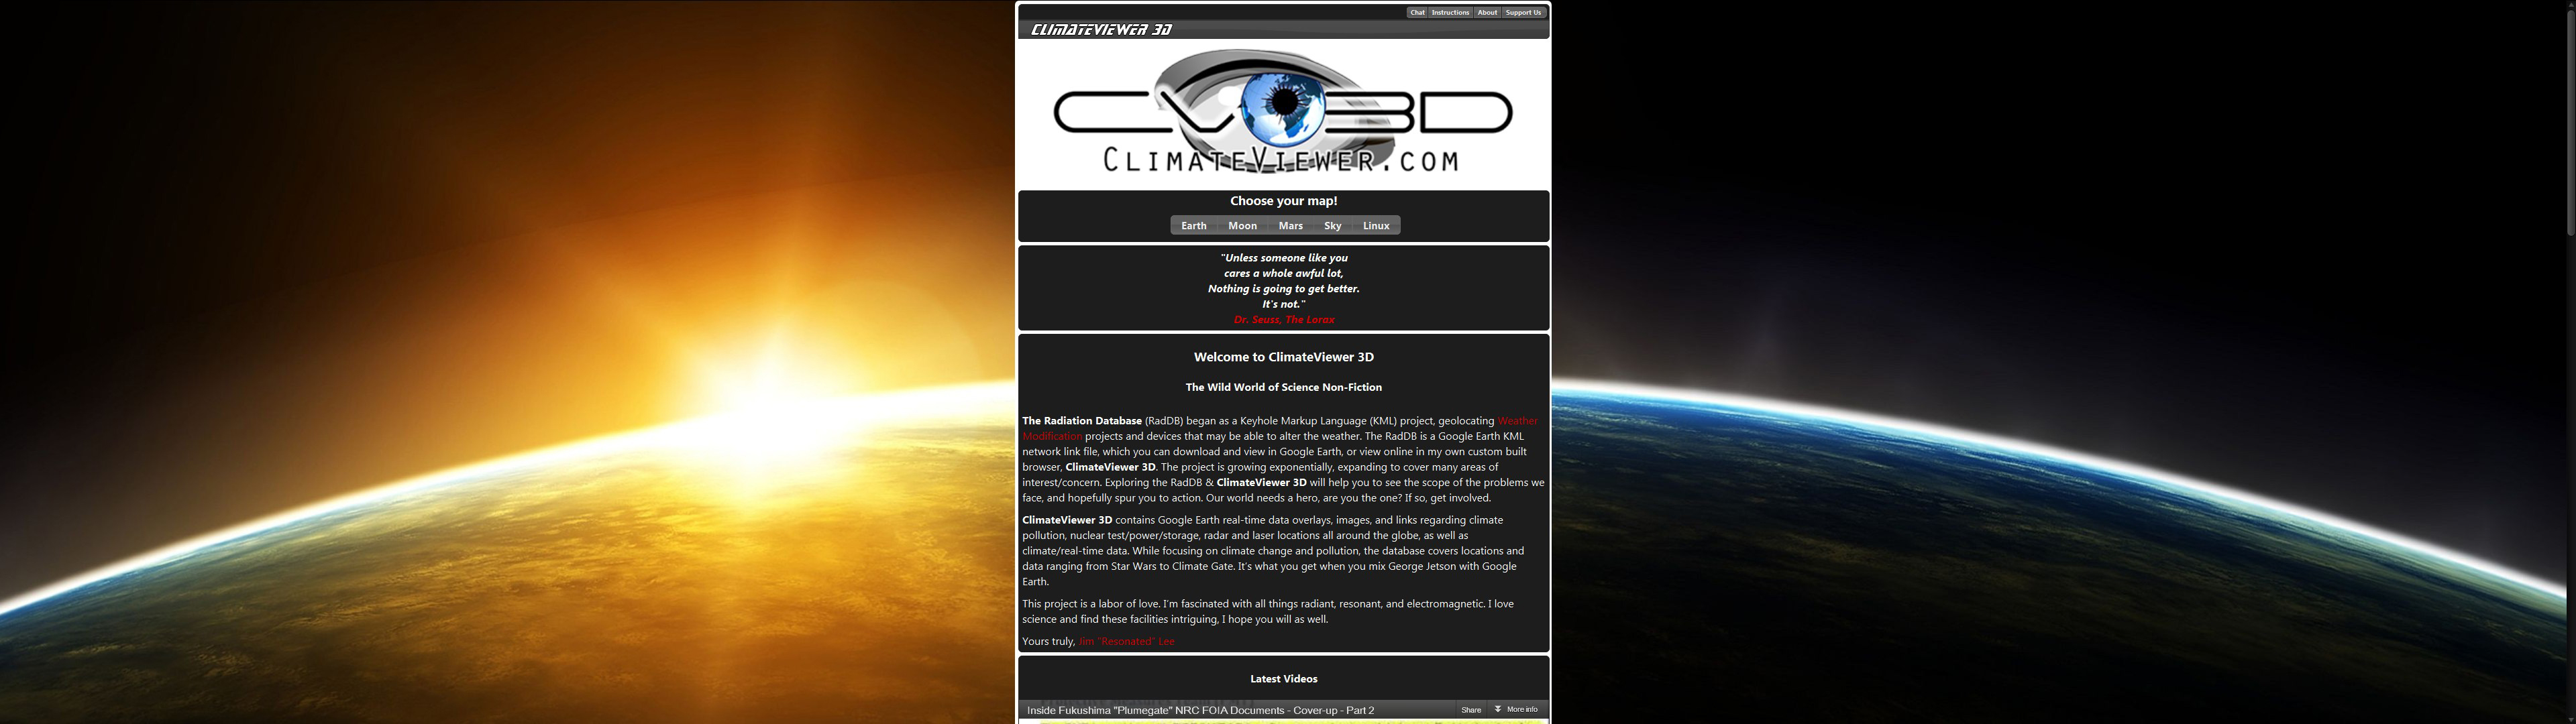 Chat Instructions About Support Us
CLIMATEVIEWER 3D
CV3D
CLIMATEVIEWER.COM
Choose your map!
Earth Moon Mars Sky Linux
"Unless someone like you
cares a whole awful lot,
Nothing is going to get better.
It's not."
Dr. Seuss, The Lorax
Welcome to ClimateViewer 3D
The Wild World of Science Non-Fiction
The Radiation Database (RadDB) began as a Keyhole Markup Language (KML) project, geolocating Weather
Modification projects and devices that may be able to alter the weather. The RadDB is a Google Earth KML
network link file, which you can download and view in Google Earth, or view online in my own custom built
browser, ClimateViewer 3D. The project is growing exponentially, expanding to cover many areas of
interest/concern. Exploring the RadDB & ClimateViewer 3D will help you to see the scope of the problems we
face, and hopefully spur you to action. Our world needs a hero, are you the one? If so, get involved.
ClimateViewer 3D contains Google Earth real-time data overlays, images, and links regarding climate
pollution, nuclear test/power/storage, radar and laser locations all around the globe, as well as
climate/real-time data. While focusing on climate change and pollution, the database covers locations and
data ranging from Star Wars to Climate Gate. It's what you get when you mix George Jetson with Google
Earth.
This project is a labor of love. I'm fascinated with all things radiant, resonant, and electromagnetic. I love
science and find these facilities intriguing, I hope you will as well.
Yours truly, Jim "Resonated" Lee
Latest Videos
Inside Fukushima "Plumegate" NRC FOIA Documents - Cover-up - Part 2 Share More info